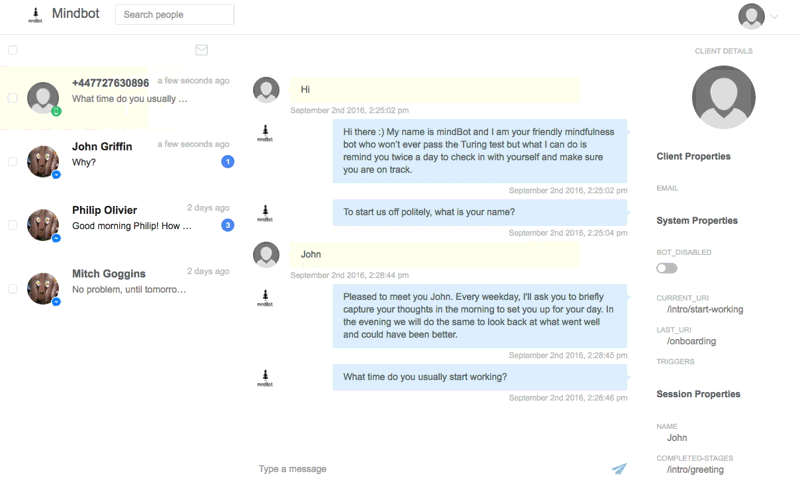 mindBot
Mindbot
Search people
+447727630896
a few seconds ago
What time do you usually ...
John Griffin
a few seconds ago
Why?
1
Philip Olivier
2 days ago
Good morning Philip! How ...
3
Mitch Goggins
2 days ago
No problem, until tomorro...
Hi
September 2nd 2016, 2:25:02 pm
mindBot
Hi there :) My name is mindBot and I am your friendly mindfulness
bot who won't ever pass the Turing test but what I can do is
remind you twice a day to check in with yourself and make sure
you are on track.
September 2nd 2016, 2:25:02 pm
mindBot
To start us off politely, what is your name?
September 2nd 2016, 2:25:04 pm
John
September 2nd 2016, 2:28:44 pm
mindBot
Pleased to meet you John. Every weekday, I'll ask you to briefly
capture your thoughts in the morning to set you up for your day. In
the evening we will do the same to look back at what went well
and could have been better.
September 2nd 2016, 2:28:45 pm
mindBot
What time do you usually start working?
September 2nd 2016, 2:28:46 pm
Type a message
CLIENT DETAILS
Client Properties
EMAIL
System Properties
BOT_DISABLED
CURRENT_URI
/intro/start-working
LAST_URI
/onboarding
TRIGGERS
Session Properties
NAME
John
COMPLETED-STAGES
/intro/greeting